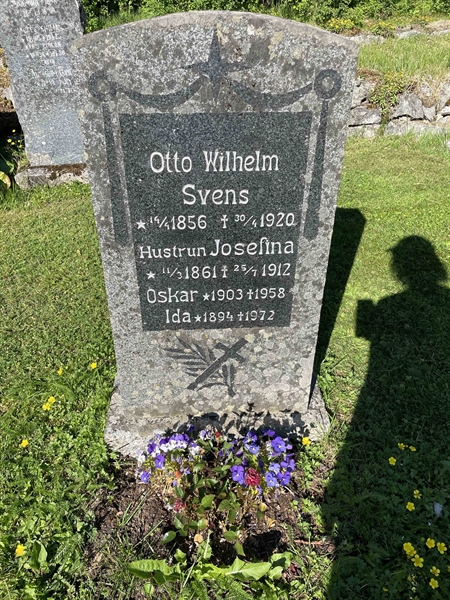 Otto Wilhelm
Svens
* 15/4 1856 † 30/4 1920
Hustrun Josefina
* 11/3 1861 † 25/7 1912
Oskar * 1903 † 1958
Ida * 1894 † 1972